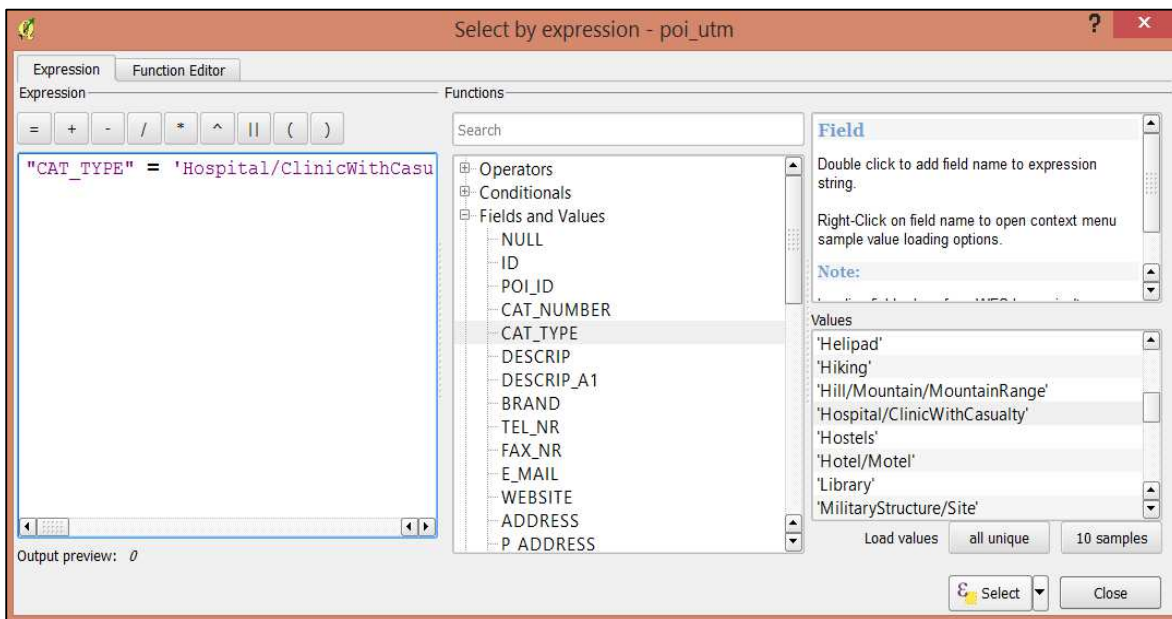 Select by expression - poi_utm
?
x
Expression
Function Editor
Expression
= + - / * ^ || ( )
"CAT_TYPE" = 'Hospital/ClinicWithCasu
Output preview: 0
Functions
Search
Operators
Conditionals
Fields and Values
NULL
ID
POI_ID
CAT_NUMBER
CAT_TYPE
DESCRIP
DESCRIP_A1
BRAND
TEL_NR
FAX_NR
E_MAIL
WEBSITE
ADDRESS
P_ADDRESS
Field
Double click to add field name to expression
string.
Right-Click on field name to open context menu
sample value loading options.
Note:
Values
'Helipad'
'Hiking'
'Hill/Mountain/MountainRange'
'Hospital/ClinicWithCasualty'
'Hostels'
'Hotel/Motel'
'Library'
'MilitaryStructure/Site'
Load values
all unique
10 samples
ε Select
Close